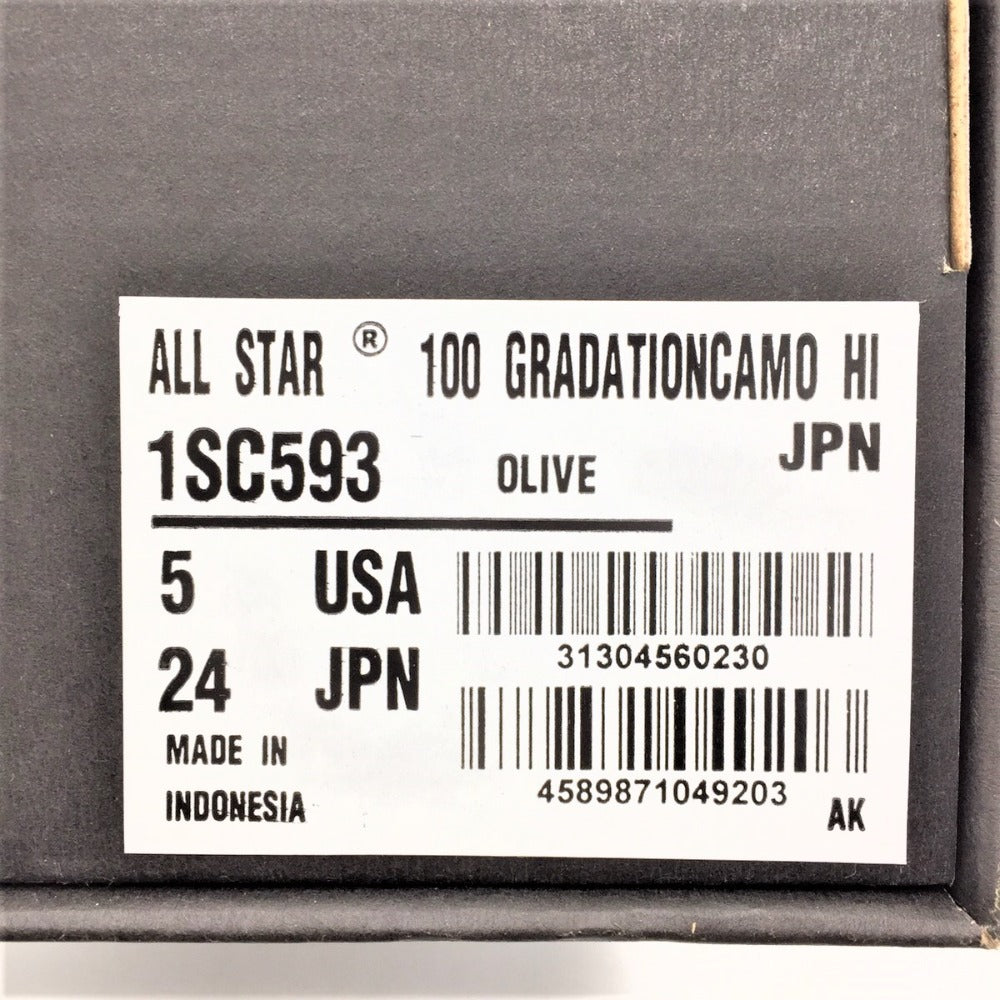 ALL STAR ® 100 GRADATIONCAMO HI
1SC593 OLIVE JPN
5 USA
31304560230
24 JPN
4589871049203
MADE IN
INDONESIA
AK